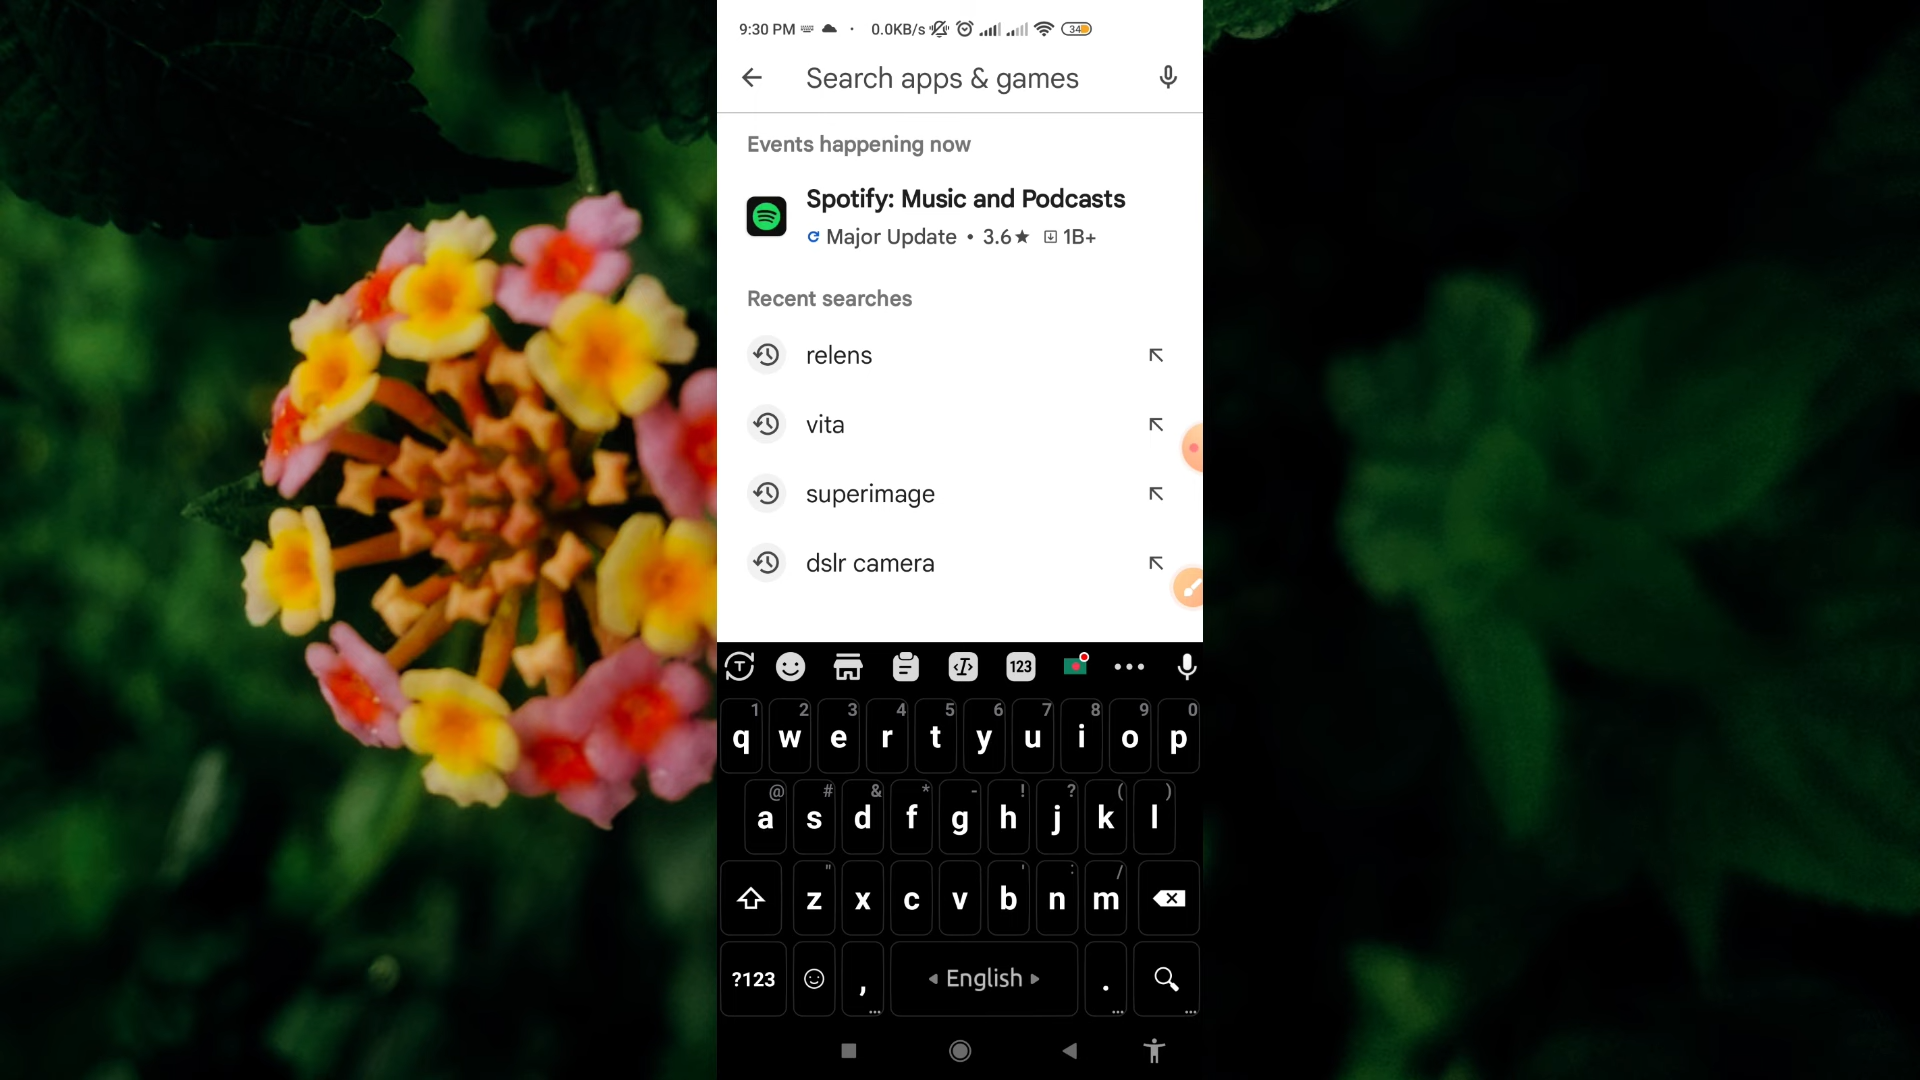 9:30 PM 0.0KB/s 34
Search apps & games
Events happening now
Spotify: Music and Podcasts
Major Update • 3.6★ 1B+
Recent searches
relens
vita
superimage
dslr camera
T 123
1 2 3 4 5 6 7 8 9 0
q w e r t y u i o p
@ # & * - ! ? ( )
a s d f g h j k l
" ' : /
z x c v b n m
?123 , English .
... ... ...